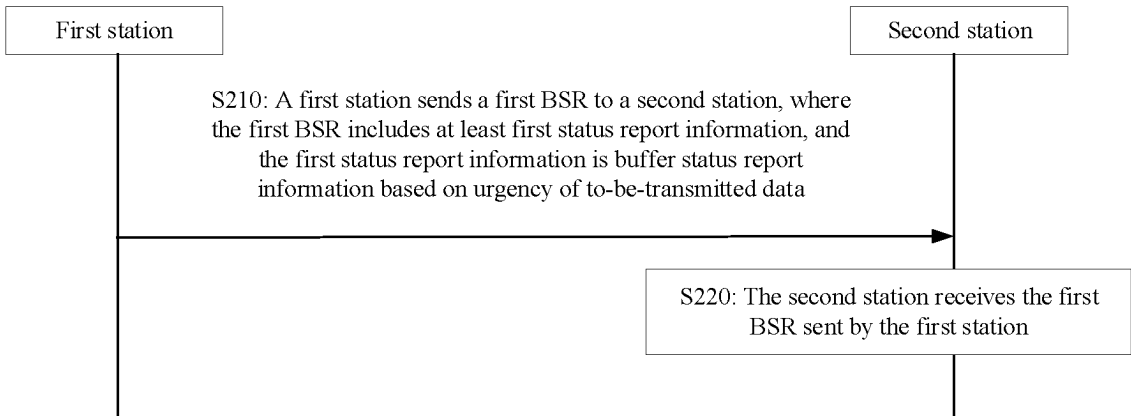 First station
Second station
S210: A first station sends a first BSR to a second station, where
the first BSR includes at least first status report information, and
the first status report information is buffer status report
information based on urgency of to-be-transmitted data
S220: The second station receives the first
BSR sent by the first station